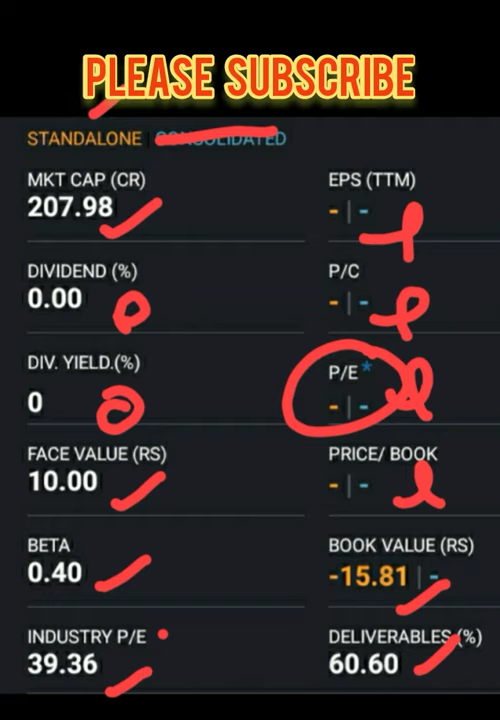 PLEASE SUBSCRIBE
STANDALONE | CONSOLIDATED
MKT CAP (CR)
207.98
EPS (TTM)
- | -
DIVIDEND (%)
0.00
P/C
- | -
DIV. YIELD.(%)
0
P/E*
- | -
FACE VALUE (RS)
10.00
PRICE/ BOOK
- | -
BETA
0.40
BOOK VALUE (RS)
-15.81 | -
INDUSTRY P/E
39.36
DELIVERABLES (%)
60.60